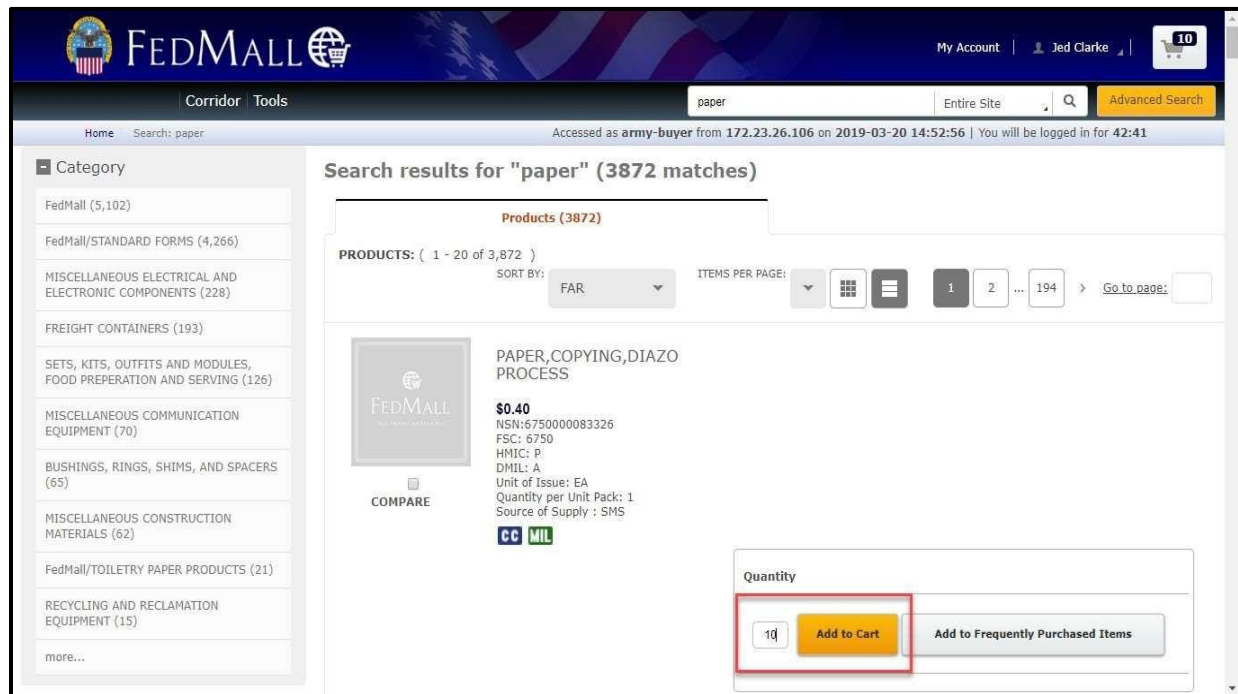 FEDMALL
My Account | Jed Clarke |
10
Corridor Tools
paper
Entire Site
Advanced Search
Home Search: paper
Accessed as army-buyer from 172.23.26.106 on 2019-03-20 14:52:56 | You will be logged in for 42:41
Category
FedMall (5,102)
FedMall/STANDARD FORMS (4,266)
MISCELLANEOUS ELECTRICAL AND
ELECTRONIC COMPONENTS (228)
FREIGHT CONTAINERS (193)
SETS, KITS, OUTFITS AND MODULES,
FOOD PREPERATION AND SERVING (126)
MISCELLANEOUS COMMUNICATION
EQUIPMENT (70)
BUSHINGS, RINGS, SHIMS, AND SPACERS
(65)
MISCELLANEOUS CONSTRUCTION
MATERIALS (62)
FedMall/TOILETRY PAPER PRODUCTS (21)
RECYCLING AND RECLAMATION
EQUIPMENT (15)
more...
Search results for "paper" (3872 matches)
Products (3872)
PRODUCTS: ( 1 - 20 of 3,872 )
SORT BY:
FAR
ITEMS PER PAGE:
1 2 ... 194 > Go to page:
FEDMALL
COMPARE
PAPER,COPYING,DIAZO
PROCESS
$0.40
NSN:6750000083326
FSC: 6750
HMIC: P
DMIL: A
Unit of Issue: EA
Quantity per Unit Pack: 1
Source of Supply : SMS
CC MIL
Quantity
10 Add to Cart Add to Frequently Purchased Items